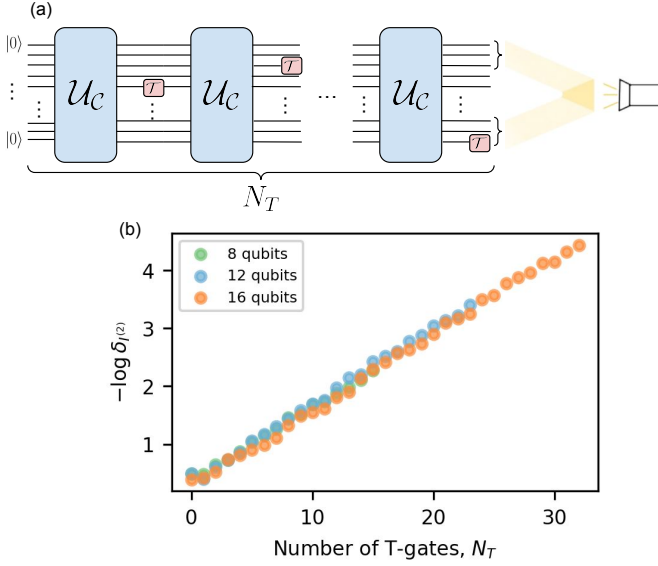 (a)
|0⟩
⋮
|0⟩
𝒰_𝒞
𝒯
𝒰_𝒞
𝒯
...
𝒰_𝒞
𝒯
N_T
(b)
8 qubits
12 qubits
16 qubits
−log δ_{I^{(2)}}
4
3
2
1
0 10 20 30
Number of T-gates, N_T